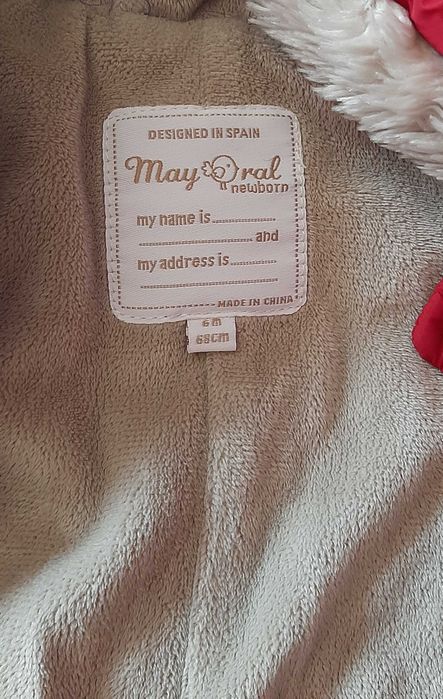 DESIGNED IN SPAIN
Mayoral
newborn
my name is................
............................. and
my address is............
....................................
-------------------- MADE IN CHINA
6m
68cm